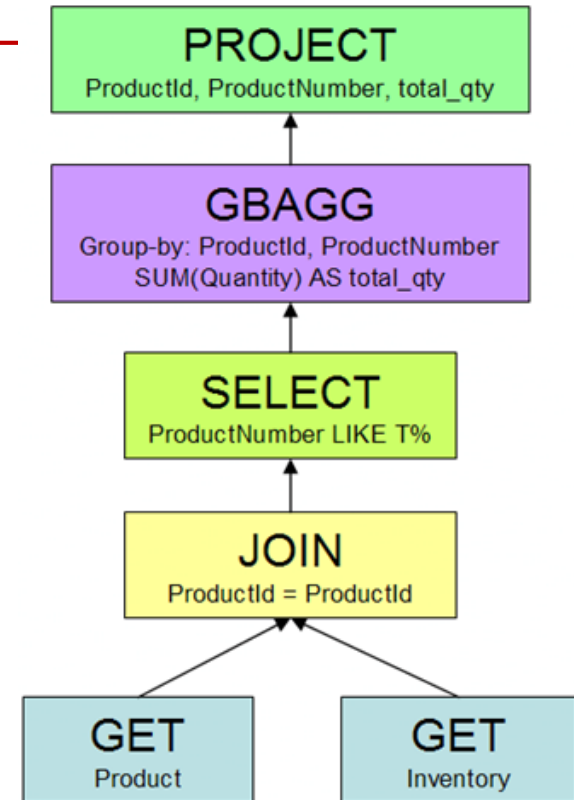 PROJECT
ProductId, ProductNumber, total_qty
GBAGG
Group-by: ProductId, ProductNumber
SUM(Quantity) AS total_qty
SELECT
ProductNumber LIKE T%
JOIN
ProductId = ProductId
GET
Product
GET
Inventory